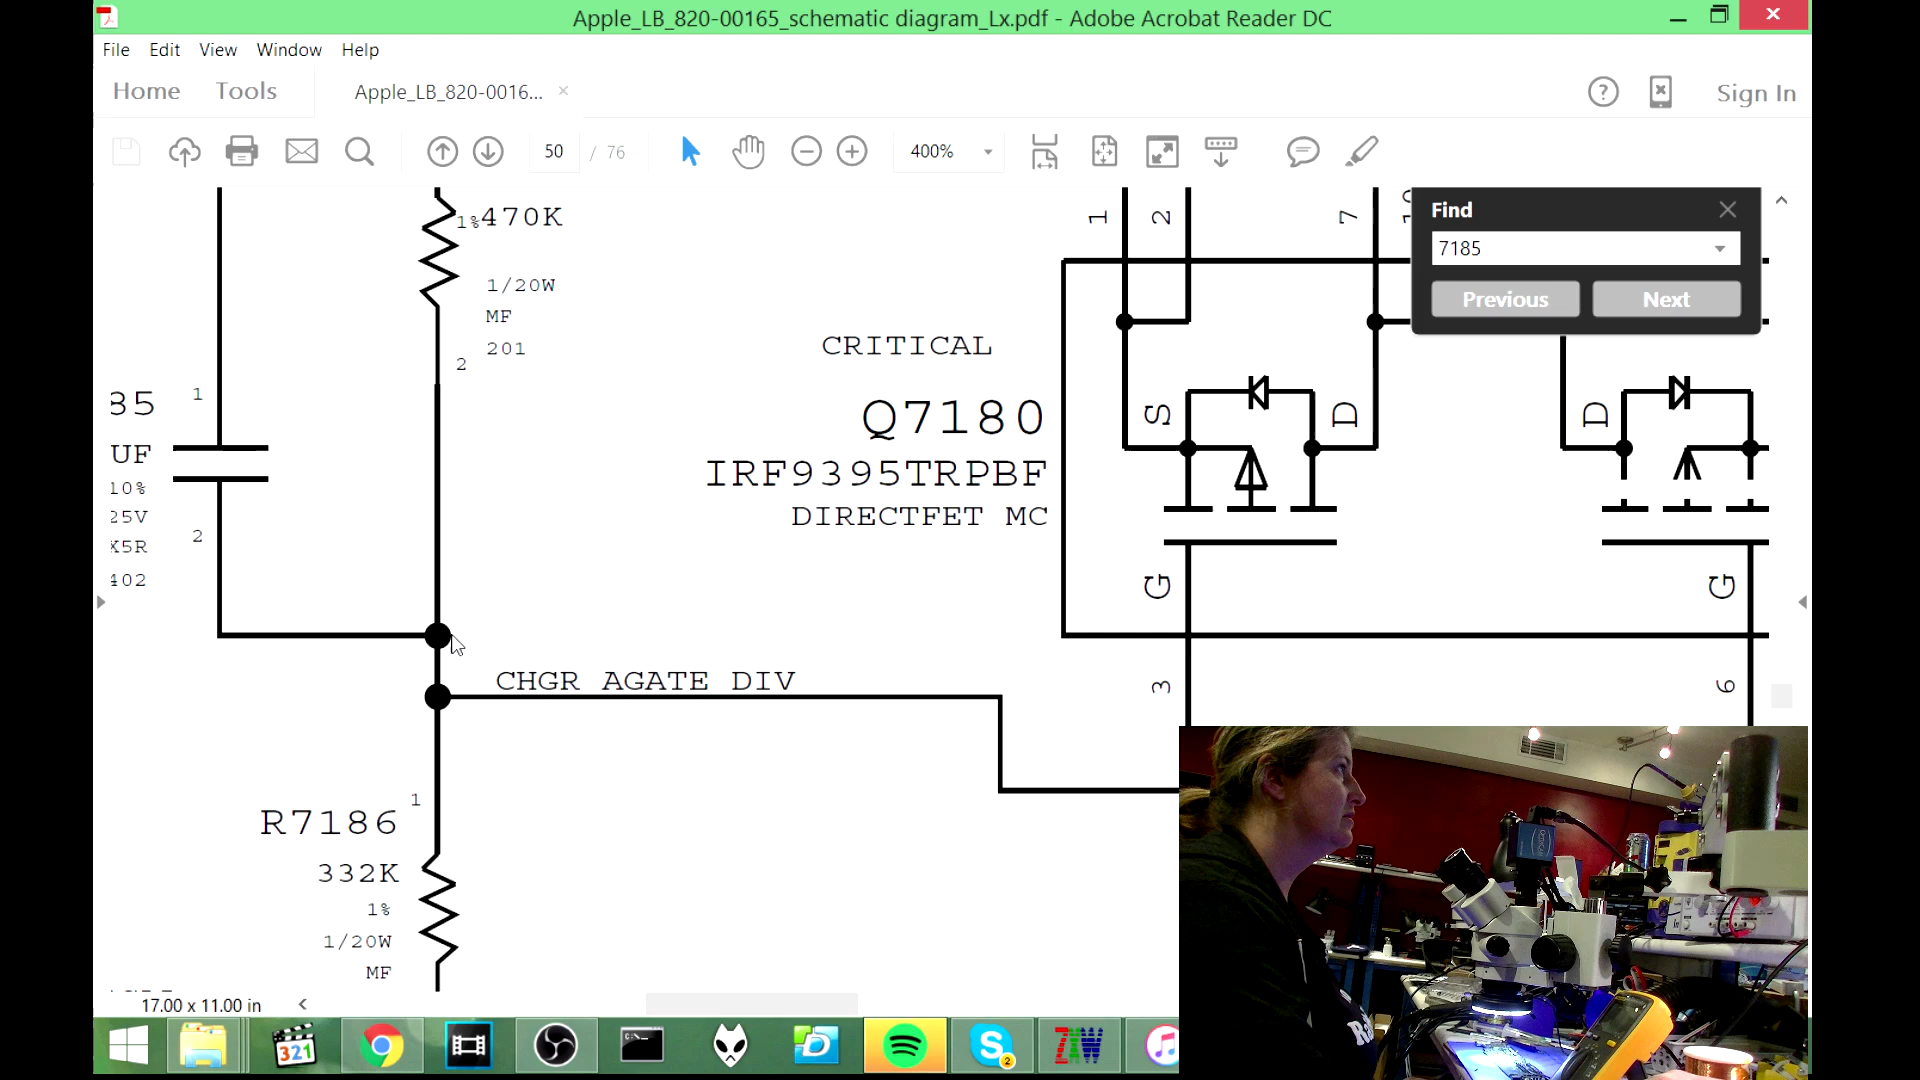 Apple_LB_820-00165_schematic diagram_Lx.pdf - Adobe Acrobat Reader DC
File Edit View Window Help
Home Tools Apple_LB_820-0016... Sign In
50 / 76 400%
Find
7185
Previous Next
1% 470K
1/20W
MF
201
2
1 2 7
CRITICAL
Q7180
IRF9395TRPBF
DIRECTFET MC
S D D
G G
3 6
1
35
UF
10%
25V
X5R
402
2
CHGR AGATE DIV
1
R7186
332K
1%
1/20W
MF
17.00 x 11.00 in
321
2
ZXW